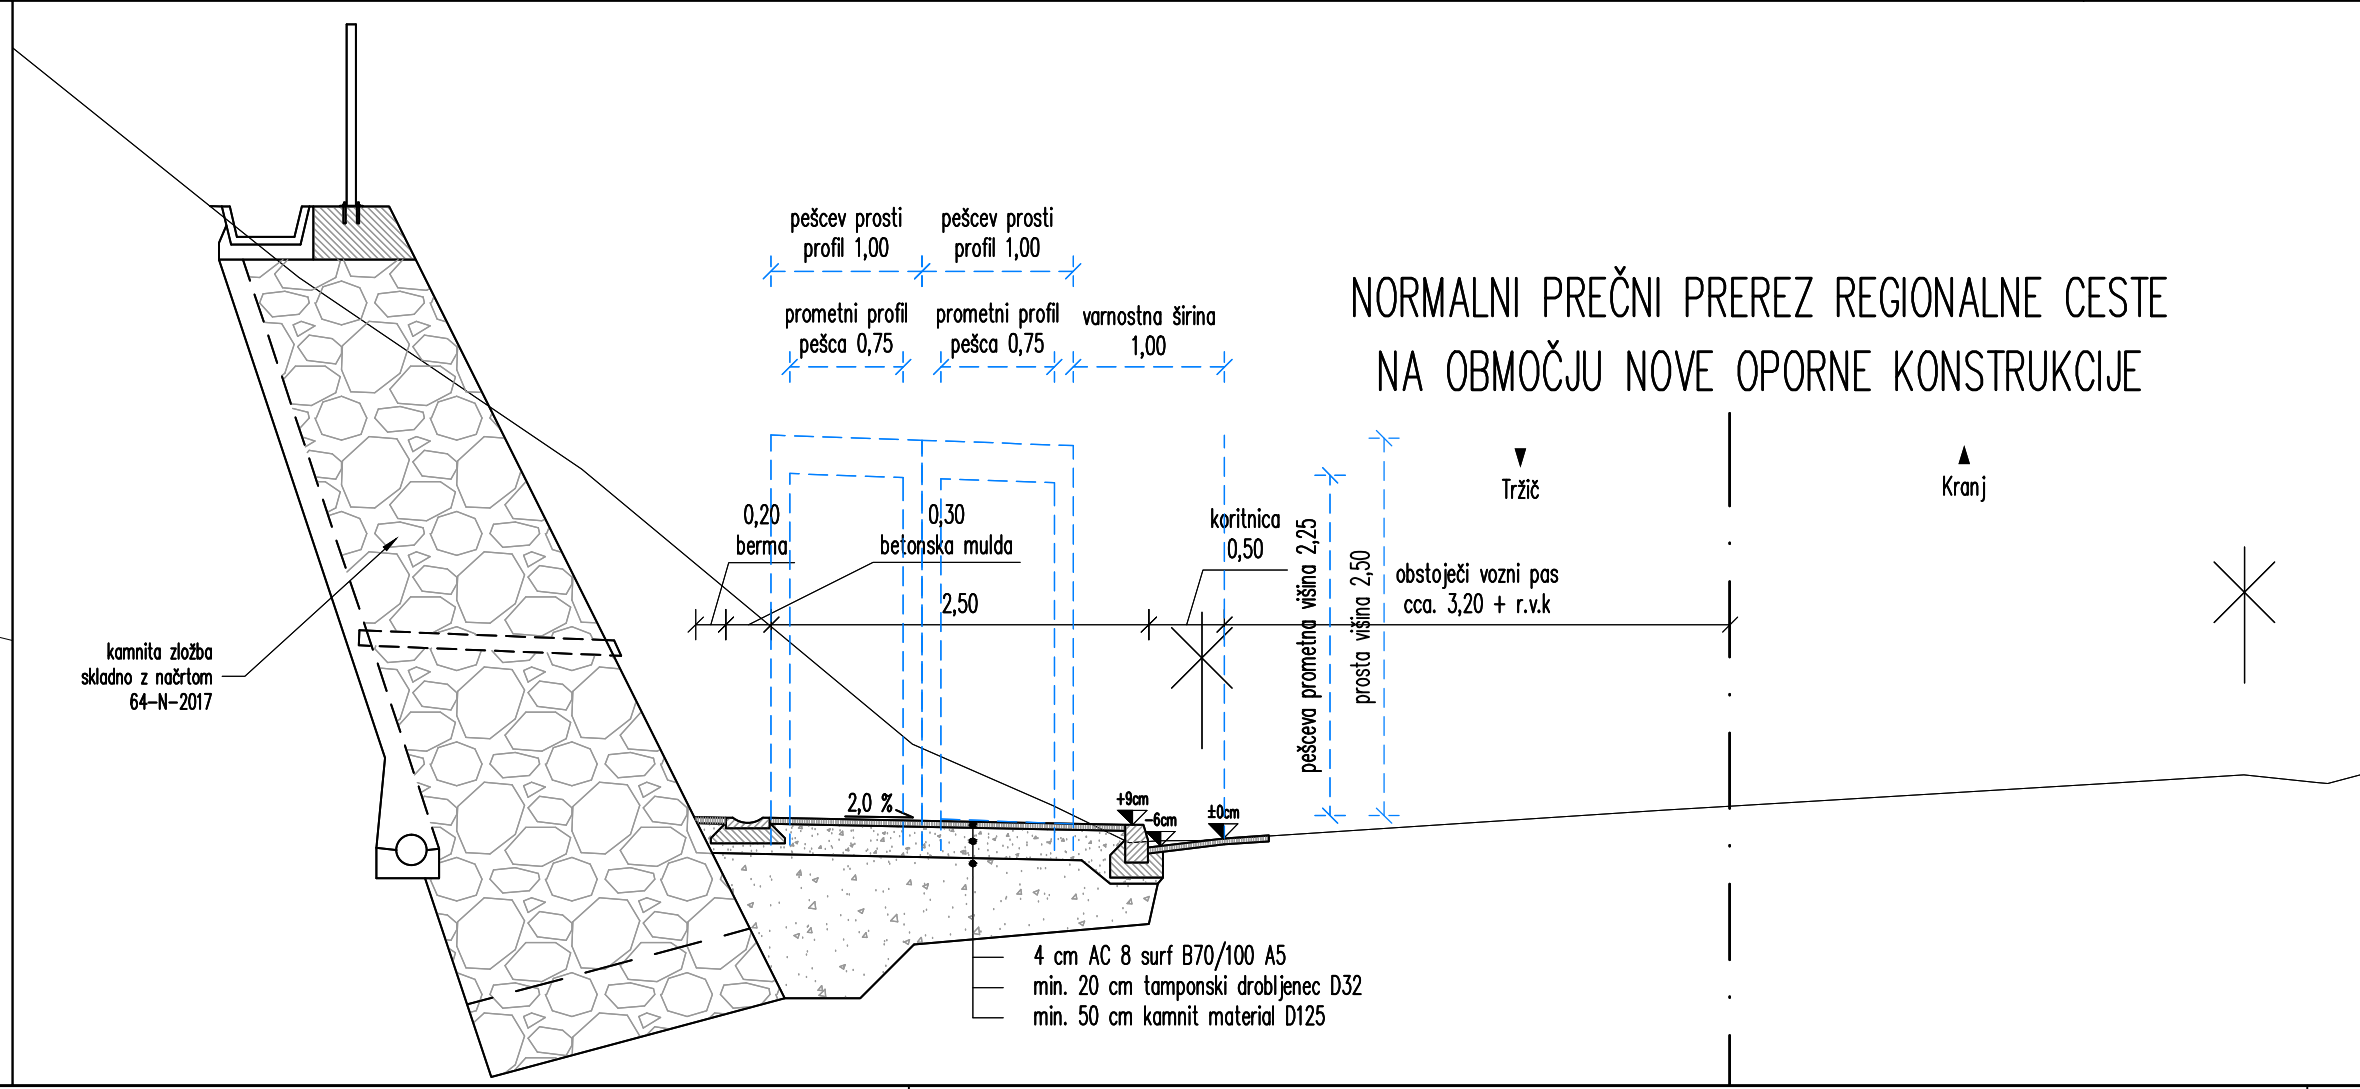 pešcev prosti
profil 1,00
pešcev prosti
profil 1,00
prometni profil
pešca 0,75
prometni profil
pešca 0,75
varnostna širina
1,00
NORMALNI PREČNI PREREZ REGIONALNE CESTE
NA OBMOČJU NOVE OPORNE KONSTRUKCIJE
Tržič
Kranj
0,20
berma
0,30
betonska mulda
koritnica
0,50
2,50
pešceva prometna višina 2,25
prosta višina 2,50
obstoječi vozni pas
cca. 3,20 + r.v.k
kamnita zložba
skladno z načrtom
64-N-2017
2,0 %
+9cm
-6cm
±0cm
4 cm AC 8 surf B70/100 A5
min. 20 cm tamponski drobljenec D32
min. 50 cm kamnit material D125